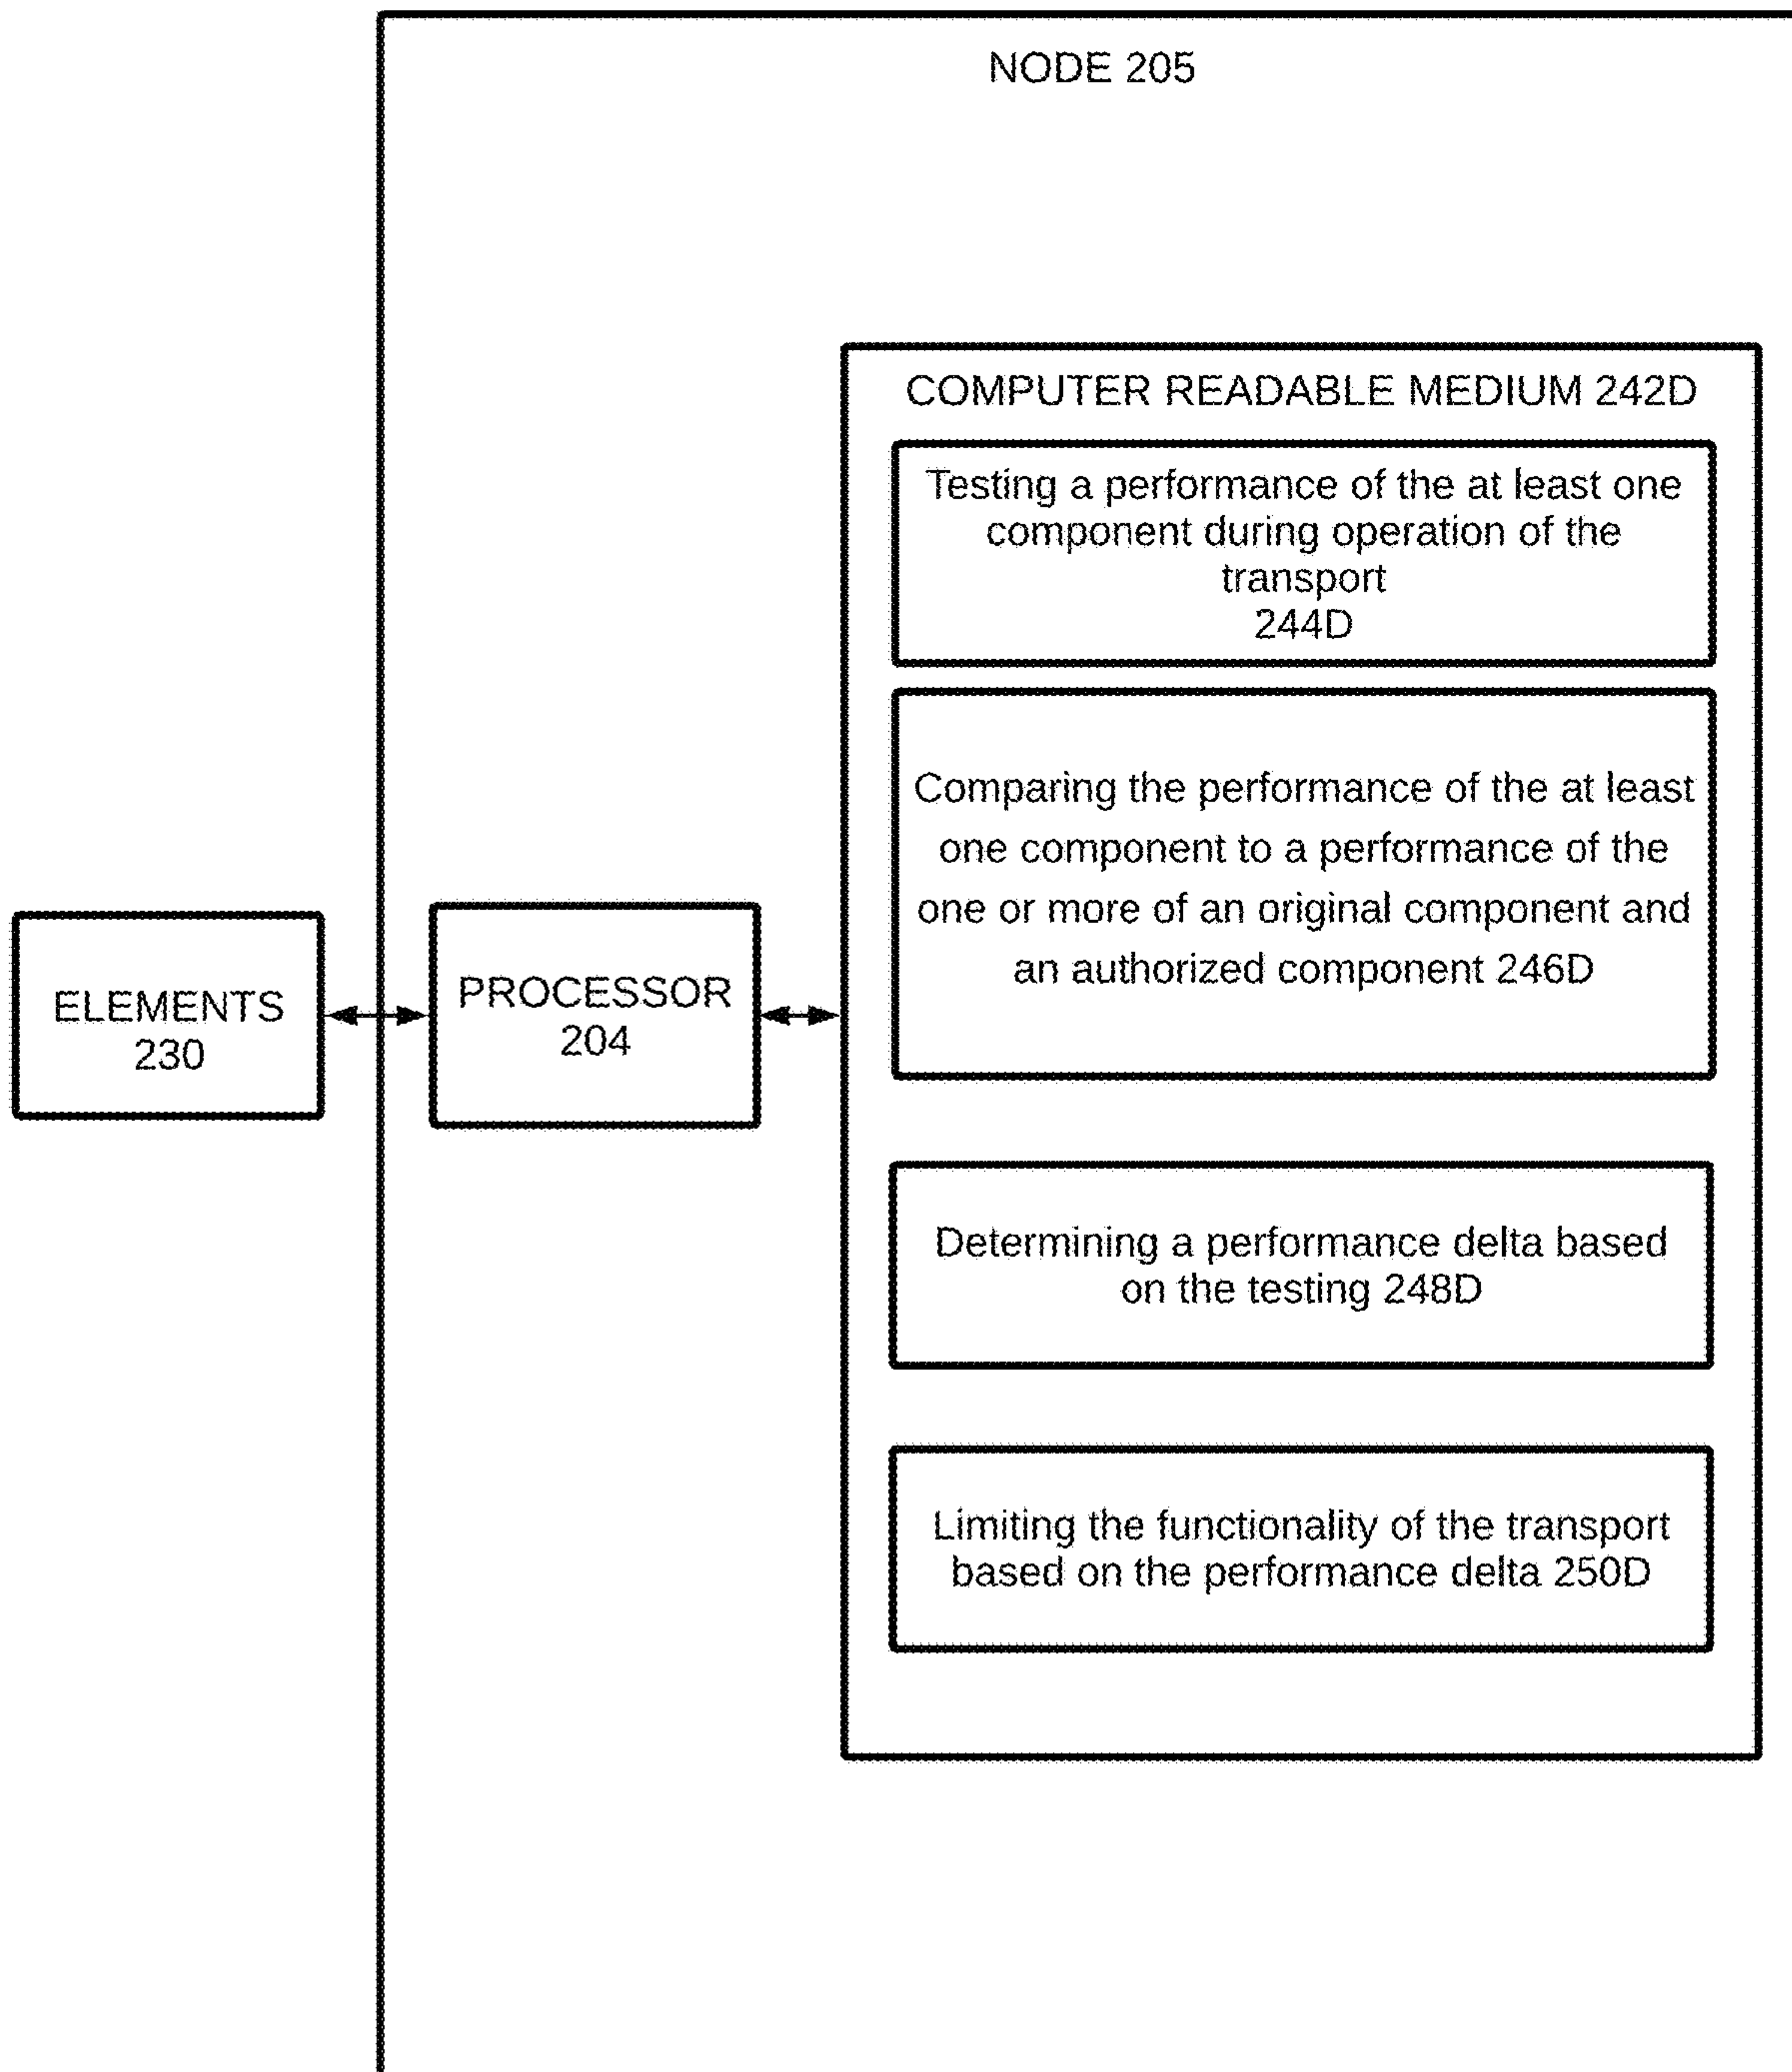 NODE 205
COMPUTER READABLE MEDIUM 242D
Testing a performance of the at least one
component during operation of the
transport
244D
Comparing the performance of the at least
one component to a performance of the
one or more of an original component and
an authorized component 246D
ELEMENTS
230
PROCESSOR
204
Determining a performance delta based
on the testing 248D
Limiting the functionality of the transport
based on the performance delta 250D